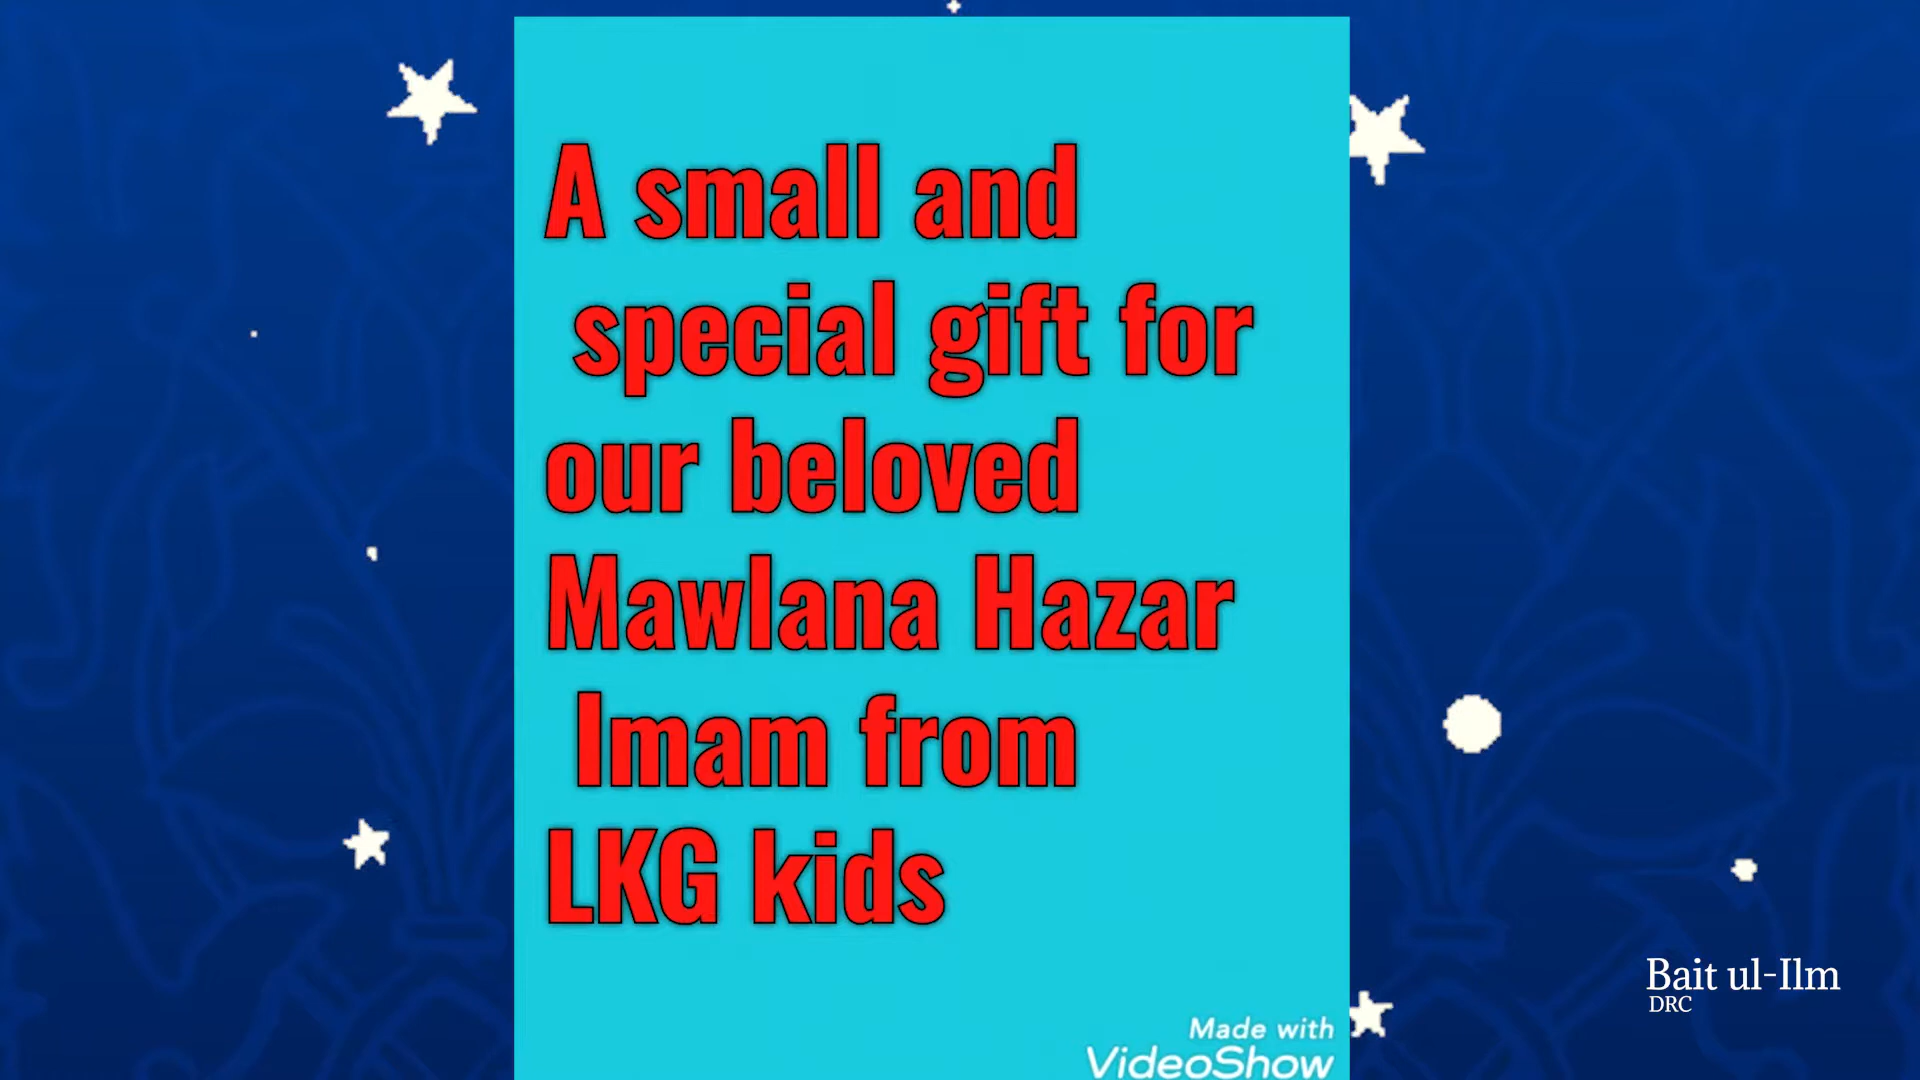 A small and
special gift for
our beloved
Mawlana Hazar
Imam from
LKG kids
Bait ul-Ilm
DRC
Made with
VideoShow